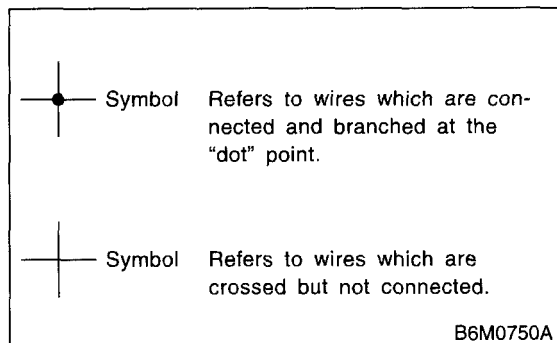 Symbol Refers to wires which are con-
nected and branched at the
“dot” point.
Symbol Refers to wires which are
crossed but not connected.
B6M0750A